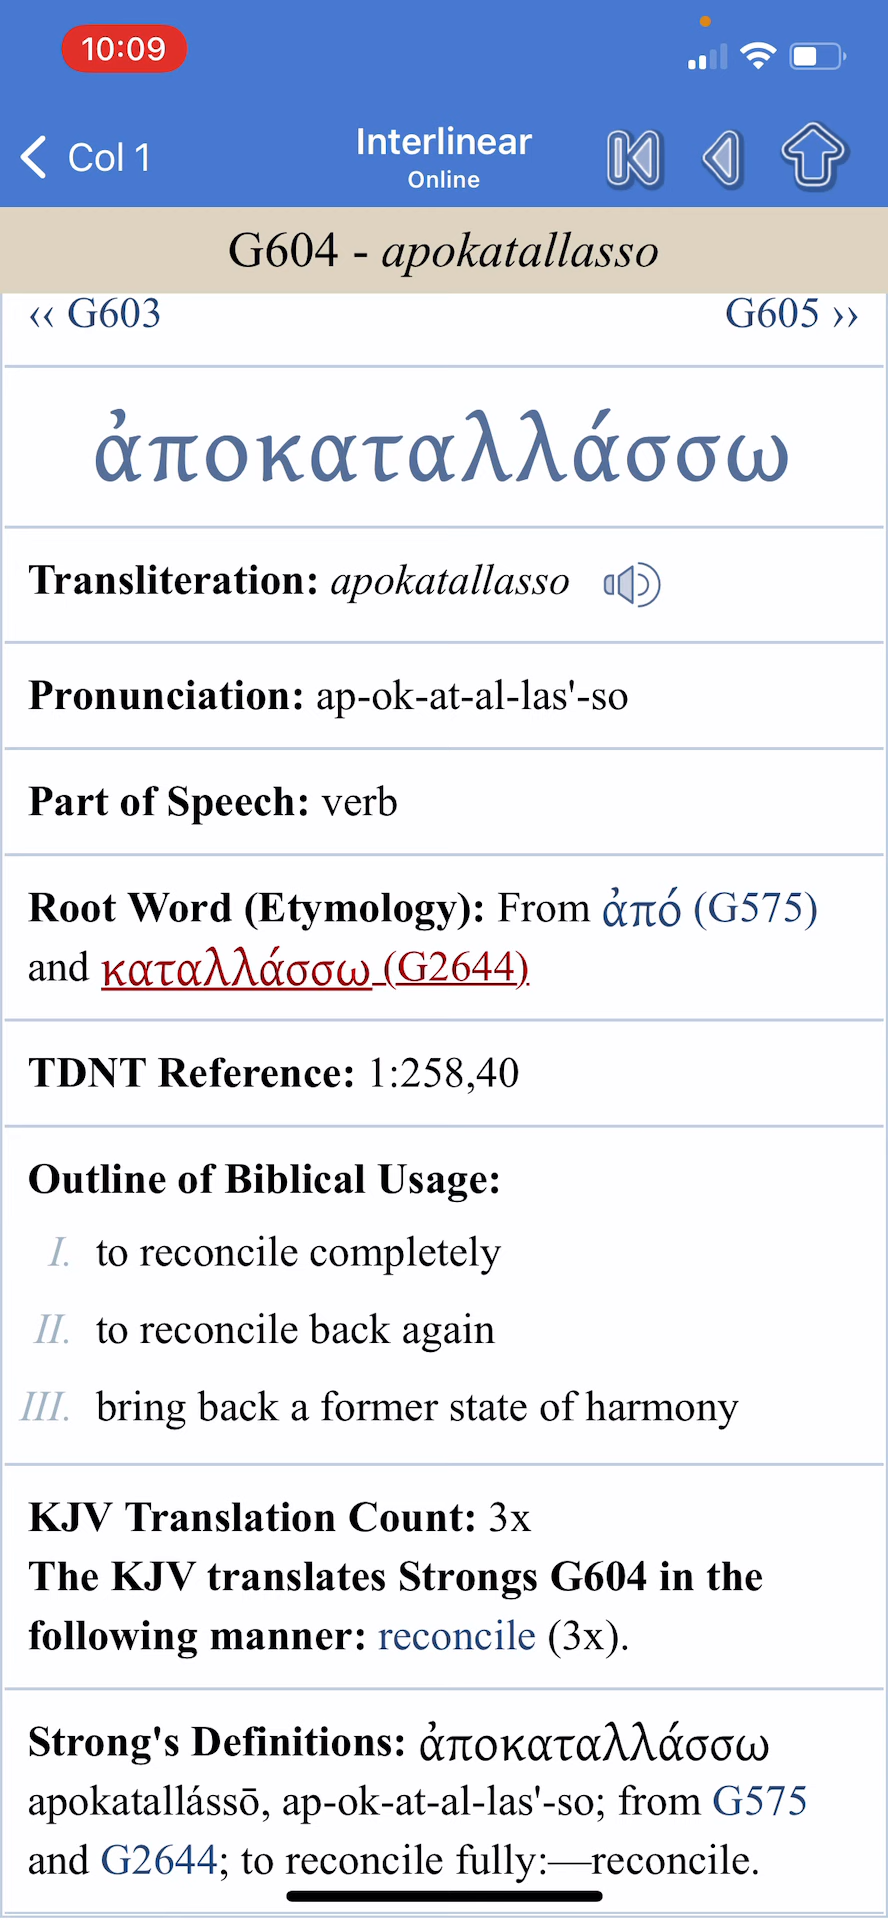 10:09
Col 1
Interlinear
Online
G604 - apokatallasso
‹‹ G603
G605 ››
ἀποκαταλλάσσω
Transliteration: apokatallasso
Pronunciation: ap-ok-at-al-las'-so
Part of Speech: verb
Root Word (Etymology): From ἀπό (G575)
and καταλλάσσω (G2644)
TDNT Reference: 1:258,40
Outline of Biblical Usage:
I. to reconcile completely
II. to reconcile back again
III. bring back a former state of harmony
KJV Translation Count: 3x
The KJV translates Strongs G604 in the
following manner: reconcile (3x).
Strong's Definitions: ἀποκαταλλάσσω
apokatallássō, ap-ok-at-al-las'-so; from G575
and G2644; to reconcile fully:—reconcile.